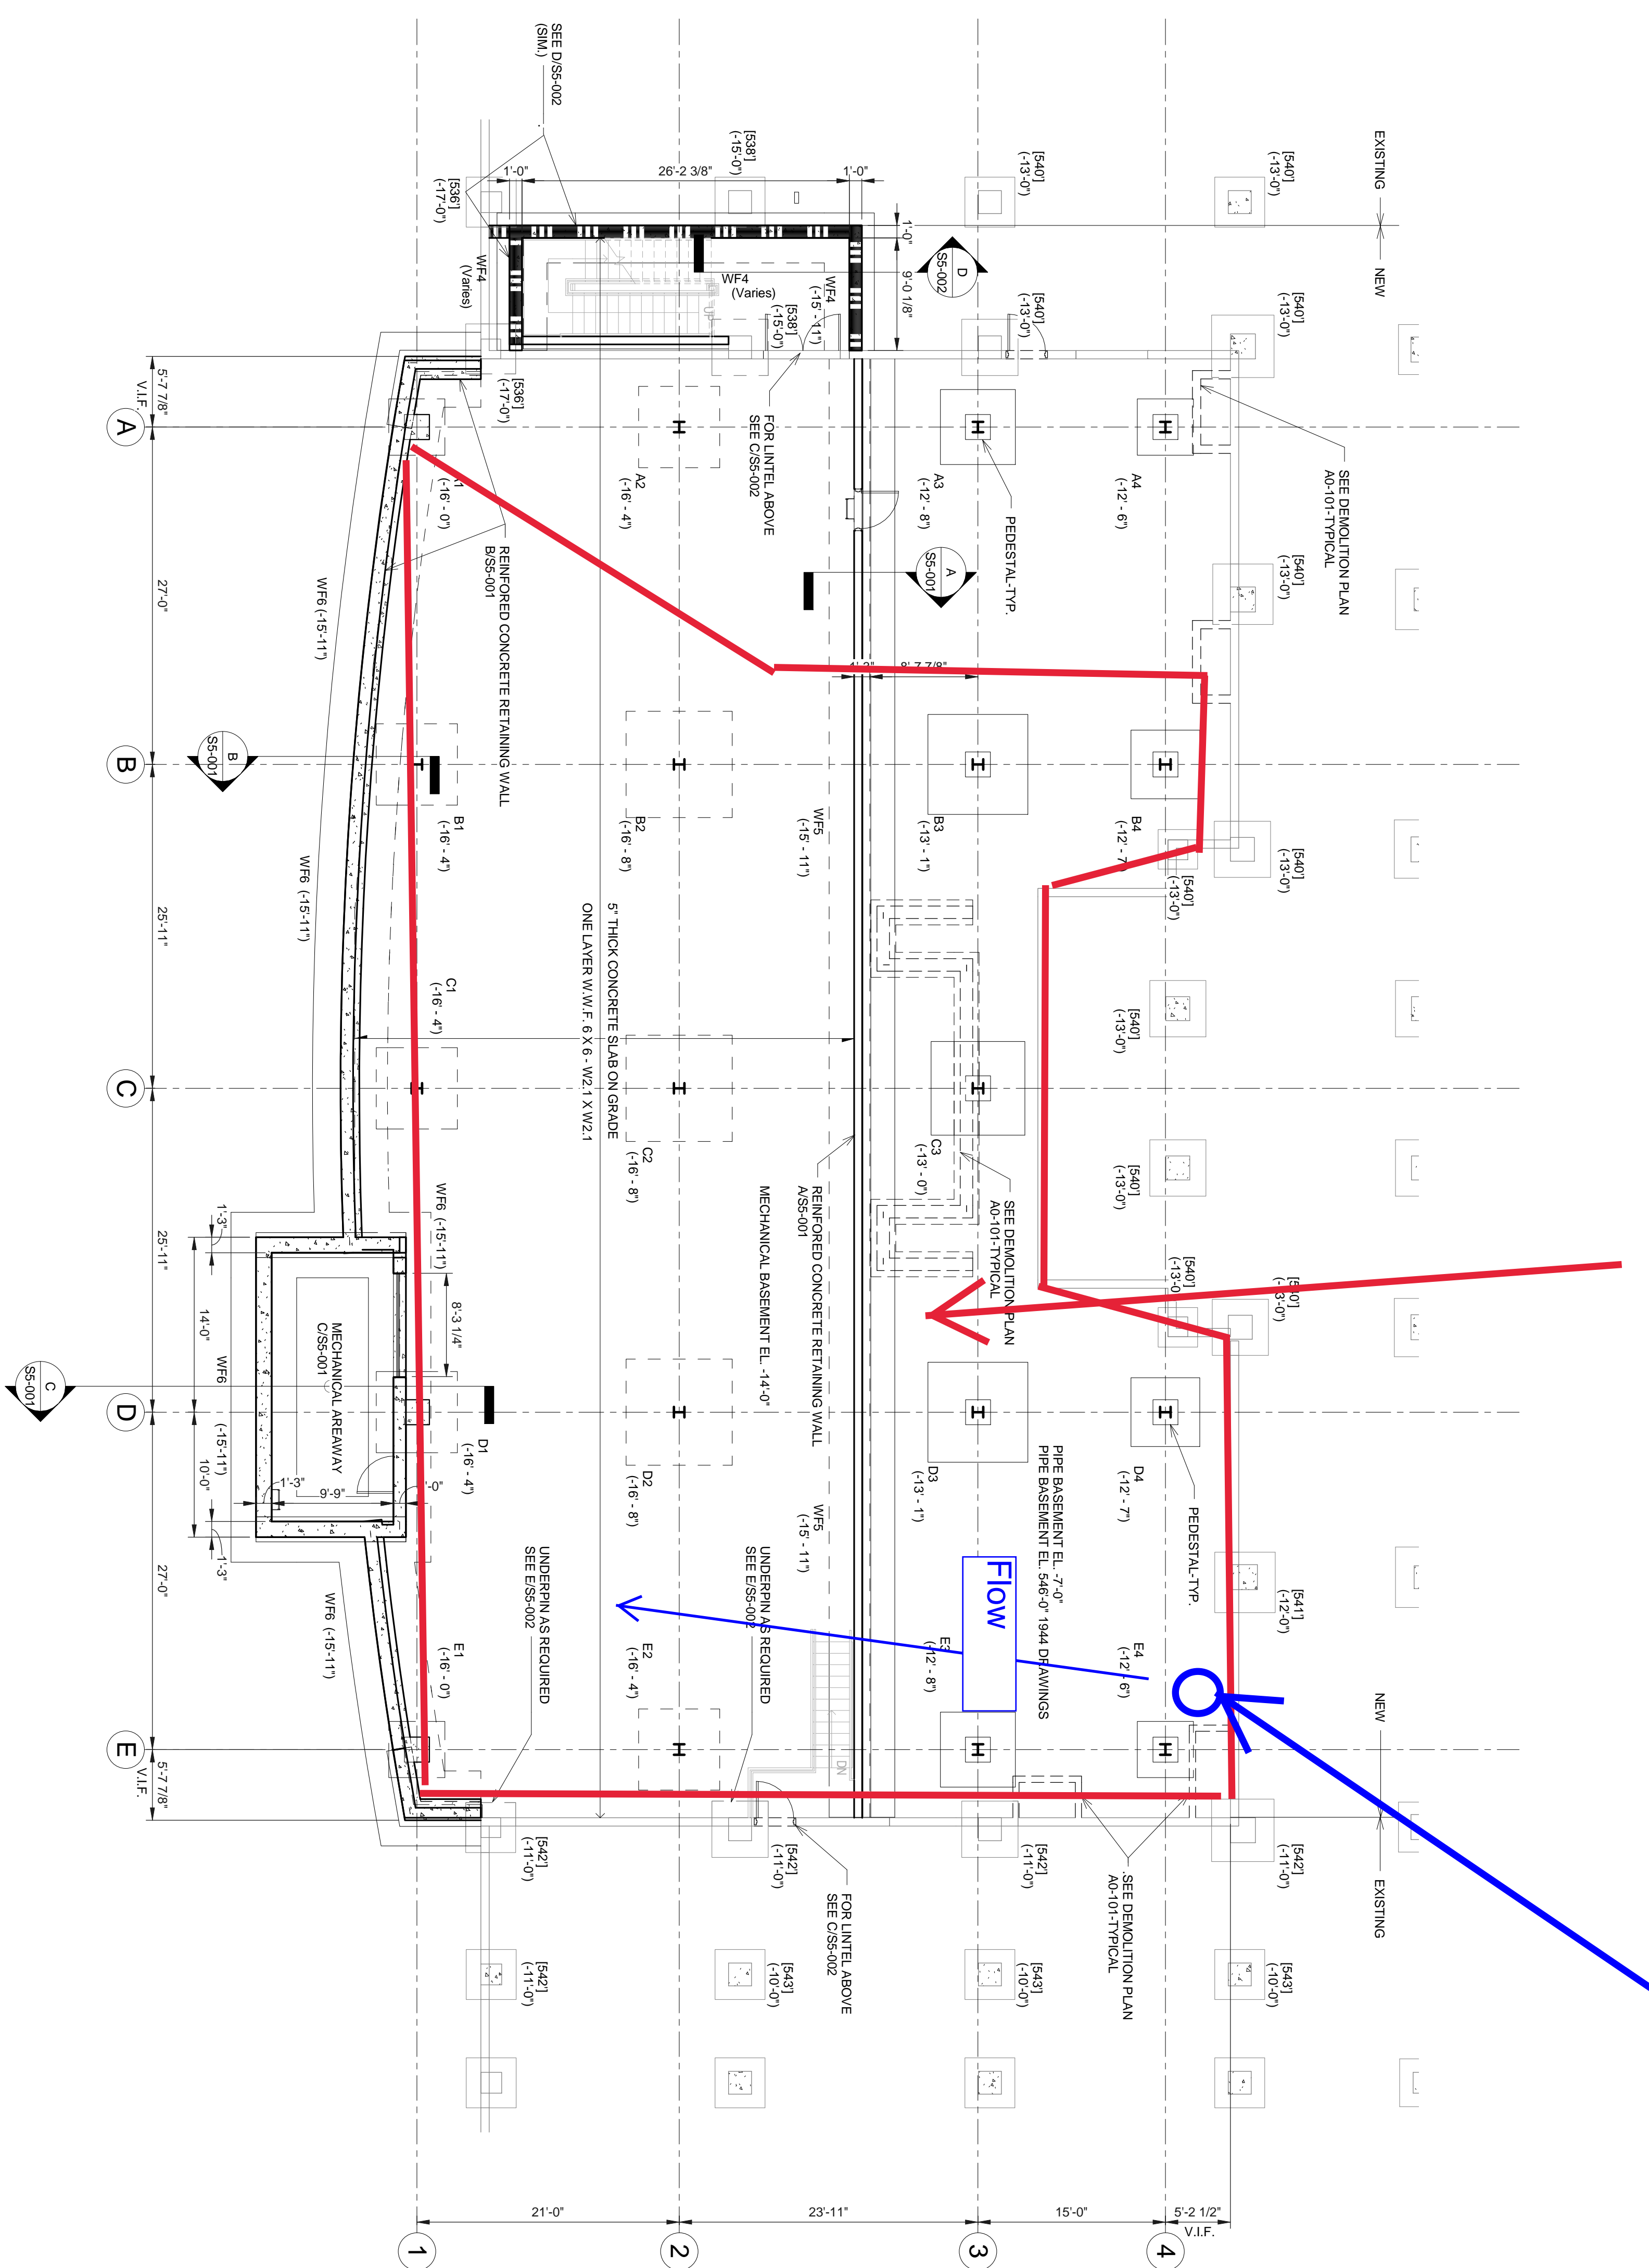 SEE D/S5-002
(SIM.)
[538']
(-15'-0")
[536']
(-17'-0")
1'-0"
26'-2 3/8"
1'-0"
[540']
(-13'-0")
[540']
(-13'-0")
EXISTING
NEW
1'-0"
9'-0 1/8"
D
S5-002
WF4
(Varies)
WF4
(Varies)
WF4
(-15' - 11")
UP
[538']
(-15'-0")
[540']
(-13'-0")
[540']
(-13'-0")
[536']
(-17'-0")
5'-7 7/8"
V.I.F.
A
FOR LINTEL ABOVE
SEE C/S5-002
SEE DEMOLITION PLAN
A0-101-TYPICAL
A1
(-16' - 0")
A2
(-16' - 4")
A3
(-12' - 8")
A4
(-12' - 6")
PEDESTAL-TYP.
A
S5-001
[540']
(-13'-0")
REINFORED CONCRETE RETAINING WALL
B/S5-001
WF6 (-15'-11")
27'-0"
8'-7 7/8"
B
S5-001
B
B1
(-16' - 4")
B2
(-16' - 8")
WF5
(-15' - 11")
B3
(-13' - 1")
B4
(-12' - 7")
[540']
(-13'-0")
[540']
(-13'-0")
WF6 (-15'-11")
25'-11"
5" THICK CONCRETE SLAB ON GRADE
ONE LAYER W.W.F. 6 X 6 - W2.1 X W2.1
C1
(-16' - 4")
[540']
(-13'-0")
C
C2
(-16' - 8")
C3
(-13' - 0")
[540']
(-13'-0")
WF6 (-15'-11")
MECHANICAL BASEMENT EL. -14'-0"
REINFORED CONCRETE RETAINING WALL
A/S5-001
SEE DEMOLITION PLAN
A0-101-TYPICAL
[540']
(-13'-0
25'-11"
1'-3"
14'-0"
8'-3 1/4"
MECHANICAL AREAWAY
C/S5-001
WF6
(-15'-11")
C
S5-001
D
10'-0"
1'-3"
9'-9"
1'-3"
D1
(-16' - 4")
D2
(-16' - 8")
D3
(-13' - 1")
D4
(-12' - 7")
PIPE BASEMENT EL. -7'-0"
PIPE BASEMENT EL. 546'-0" 1944 DRAWINGS
PEDESTAL-TYP.
WF5
(-15' - 11")
[541']
(-12'-0")
UNDERPIN AS REQUIRED
SEE E/S5-002
UNDERPIN AS REQUIRED
SEE E/S5-002
Flow
27'-0"
WF6 (-15'-11")
E1
(-16' - 0")
E2
(-16' - 4")
E3
(-12' - 8")
E4
(-12' - 6")
NEW
EXISTING
DN
E
5'-7 7/8"
V.I.F.
[542']
(-11'-0")
[542']
(-11'-0")
[542']
(-11'-0")
[542']
(-11'-0")
FOR LINTEL ABOVE
SEE C/S5-002
SEE DEMOLITION PLAN
A0-101-TYPICAL
[542']
(-11'-0")
[543']
(-10'-0")
[543']
(-10'-0")
[543']
(-10'-0")
21'-0"
23'-11"
15'-0"
5'-2 1/2"
V.I.F.
1
2
3
4